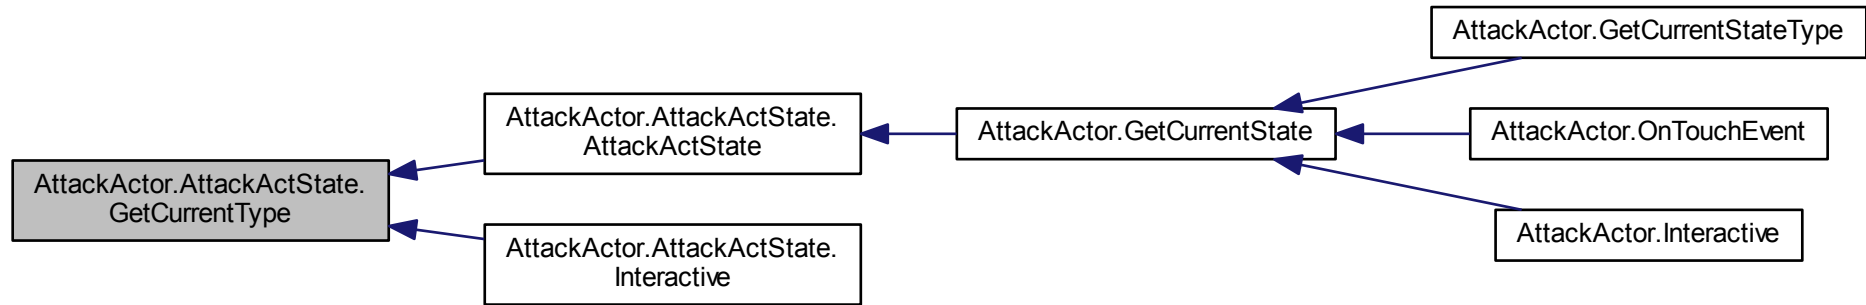 AttackActor.AttackActState.
GetCurrentType
AttackActor.AttackActState.
AttackActState
AttackActor.AttackActState.
Interactive
AttackActor.GetCurrentState
AttackActor.GetCurrentStateType
AttackActor.OnTouchEvent
AttackActor.Interactive